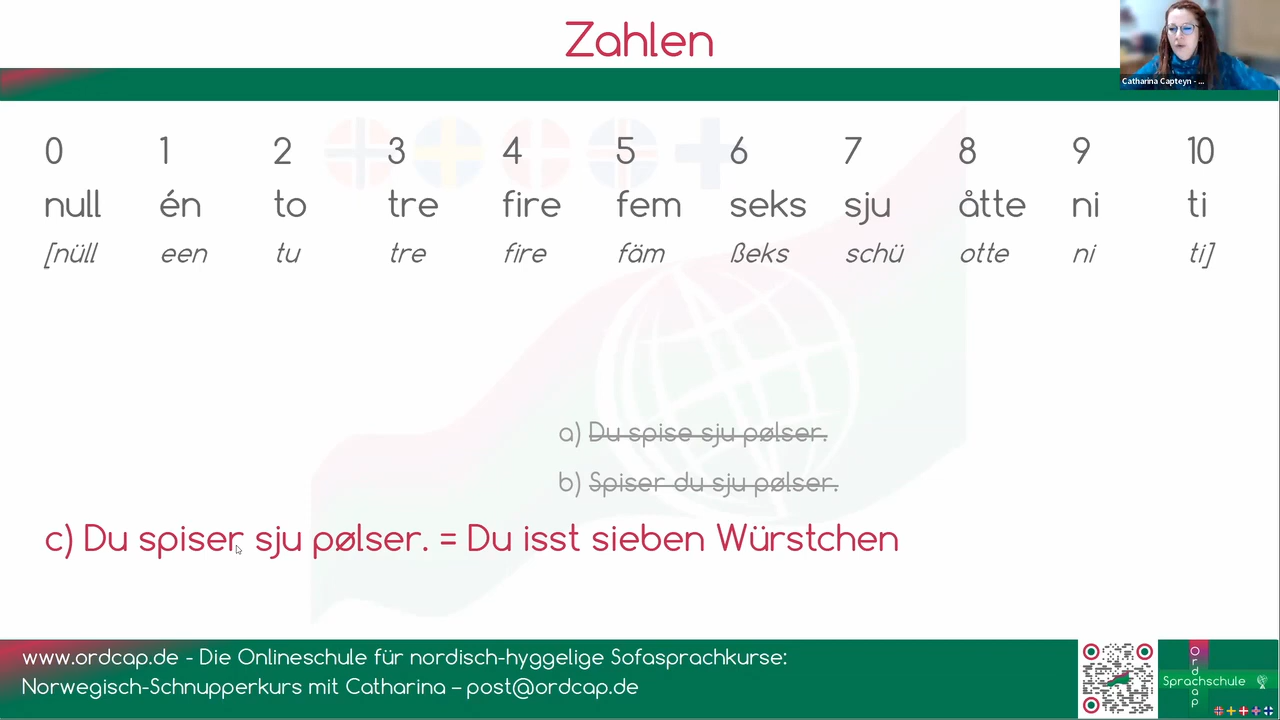 Zahlen
Catharina Capteyn - ...
0 1 2 3 4 5 6 7 8 9 10
null én to tre fire fem seks sju åtte ni ti
[nüll een tu tre fire fäm ßeks schü otte ni ti]
a) Du spise sju pølser.
b) Spiser du sju pølser.
c) Du spiser sju pølser. = Du isst sieben Würstchen
www.ordcap.de - Die Onlineschule für nordisch-hyggelige Sofasprachkurse:
Norwegisch-Schnupperkurs mit Catharina – post@ordcap.de
Ordcap
Sprachschule